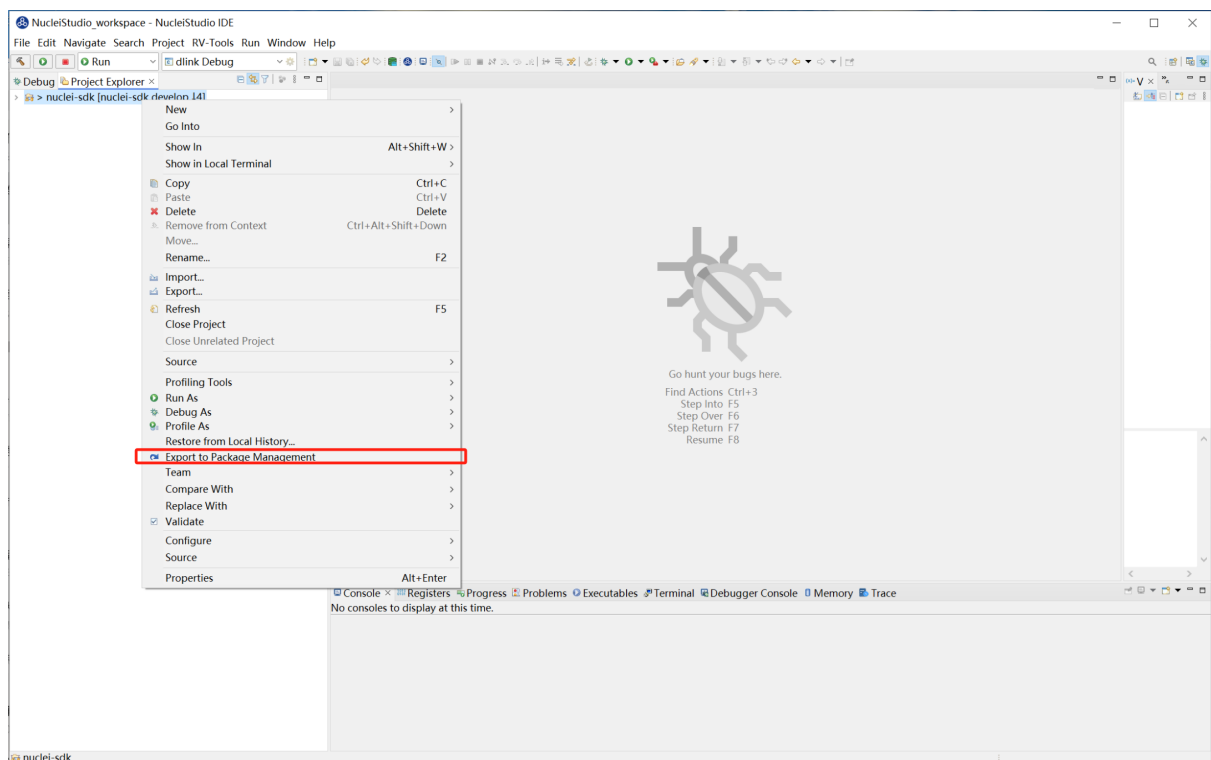 NucleiStudio_workspace - NucleiStudio IDE
File Edit Navigate Search Project RV-Tools Run Window Help
Run
dlink Debug
Debug Project Explorer ×
> nuclei-sdk [nuclei-sdk develop ↓4]
New
Go Into
Show In Alt+Shift+W
Show in Local Terminal
Copy Ctrl+C
Paste Ctrl+V
Delete Delete
Remove from Context Ctrl+Alt+Shift+Down
Move...
Rename... F2
Import...
Export...
Refresh F5
Close Project
Close Unrelated Project
Source
Profiling Tools
Run As
Debug As
Profile As
Restore from Local History...
Export to Package Management
Team
Compare With
Replace With
Validate
Configure
Source
Properties Alt+Enter
(x)= V ×
Go hunt your bugs here.
Find Actions Ctrl+3
Step Into F5
Step Over F6
Step Return F7
Resume F8
Console × Registers Progress Problems Executables Terminal Debugger Console Memory Trace
No consoles to display at this time.
nuclei-sdk